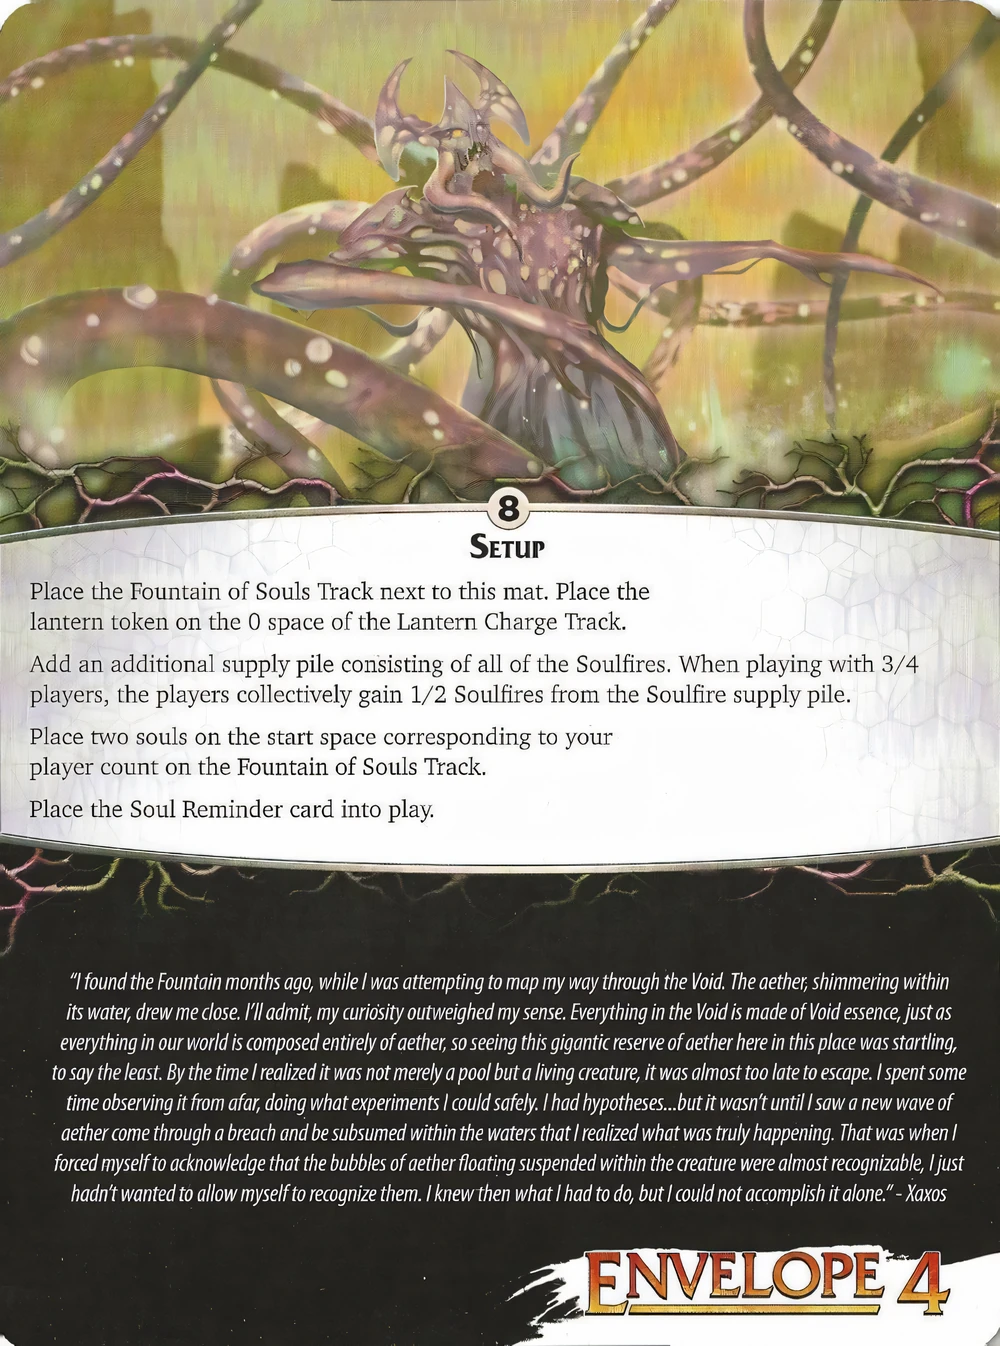 8
SETUP
Place the Fountain of Souls Track next to this mat. Place the
lantern token on the 0 space of the Lantern Charge Track.
Add an additional supply pile consisting of all of the Soulfires. When playing with 3/4
players, the players collectively gain 1/2 Soulfires from the Soulfire supply pile.
Place two souls on the start space corresponding to your
player count on the Fountain of Souls Track.
Place the Soul Reminder card into play.
“I found the Fountain months ago, while I was attempting to map my way through the Void. The aether, shimmering within
its water, drew me close. I’ll admit, my curiosity outweighed my sense. Everything in the Void is made of Void essence, just as
everything in our world is composed entirely of aether, so seeing this gigantic reserve of aether here in this place was startling,
to say the least. By the time I realized it was not merely a pool but a living creature, it was almost too late to escape. I spent some
time observing it from afar, doing what experiments I could safely. I had hypotheses...but it wasn’t until I saw a new wave of
aether come through a breach and be subsumed within the waters that I realized what was truly happening. That was when I
forced myself to acknowledge that the bubbles of aether floating suspended within the creature were almost recognizable, I just
hadn’t wanted to allow myself to recognize them. I knew then what I had to do, but I could not accomplish it alone.” - Xaxos
ENVELOPE 4